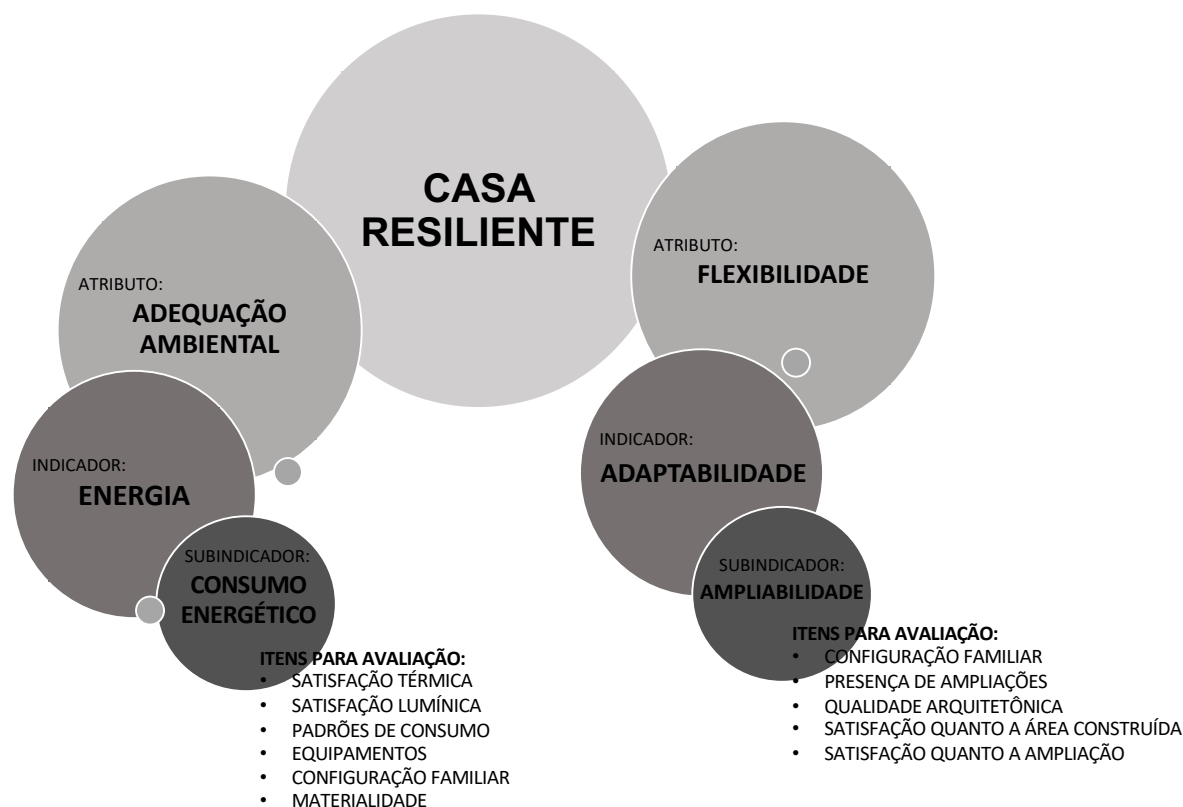 CASA
RESILIENTE
ATRIBUTO:
ADEQUAÇÃO
AMBIENTAL
INDICADOR:
ENERGIA
SUBINDICADOR:
CONSUMO
ENERGÉTICO
ITENS PARA AVALIAÇÃO:
• SATISFAÇÃO TÉRMICA
• SATISFAÇÃO LUMÍNICA
• PADRÕES DE CONSUMO
• EQUIPAMENTOS
• CONFIGURAÇÃO FAMILIAR
• MATERIALIDADE
ATRIBUTO:
FLEXIBILIDADE
INDICADOR:
ADAPTABILIDADE
SUBINDICADOR:
AMPLIABILIDADE
ITENS PARA AVALIAÇÃO:
• CONFIGURAÇÃO FAMILIAR
• PRESENÇA DE AMPLIAÇÕES
• QUALIDADE ARQUITETÔNICA
• SATISFAÇÃO QUANTO A ÁREA CONSTRUÍDA
• SATISFAÇÃO QUANTO A AMPLIAÇÃO